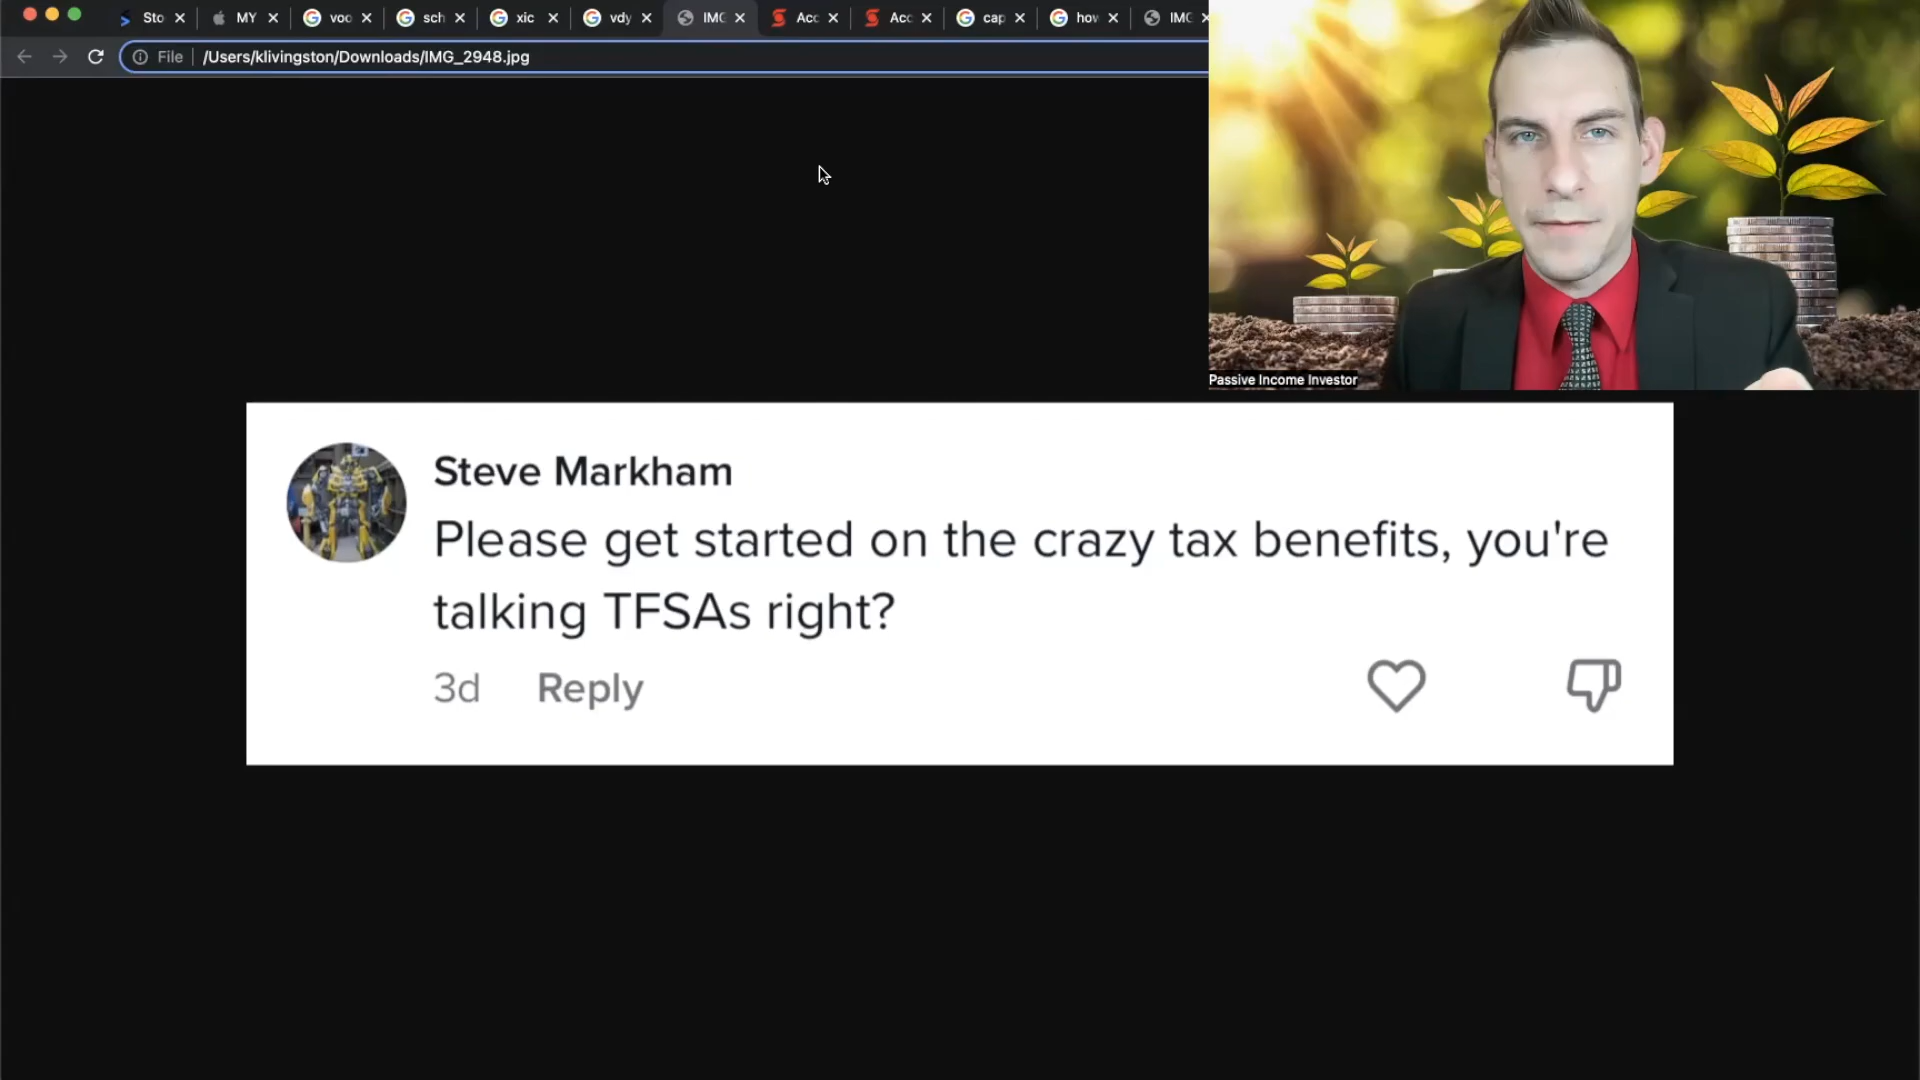 Sto
MY
voo
sch
xic
vdy
IMG
Acc
Acc
cap
how
IMG
File
/Users/klivingston/Downloads/IMG_2948.jpg
Passive Income Investor
Steve Markham
Please get started on the crazy tax benefits, you're
talking TFSAs right?
3d Reply